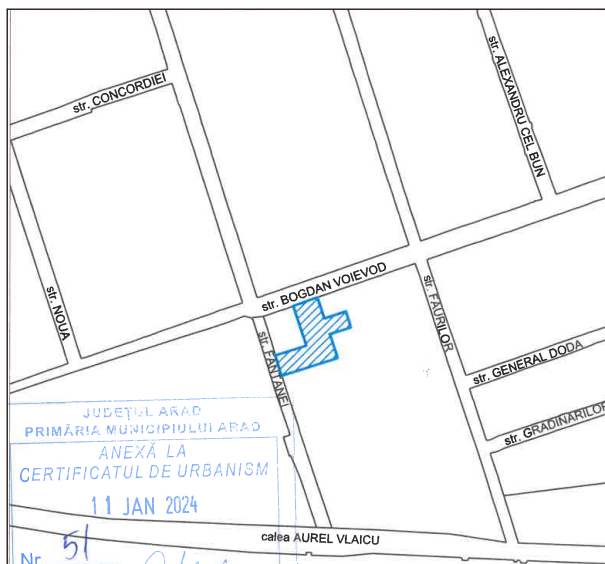 str. CONCORDIEI
str. ALEXANDRU CEL BUN
str. NOUA
str. BOGDAN VOIEVOD
str. FANTANEI
str. FAURILOR
str. GENERAL DODA
str. GRADINARILOR
JUDEŢUL ARAD
PRIMĂRIA MUNICIPIULUI ARAD
ANEXĂ LA
CERTIFICATUL DE URBANISM
11 JAN 2024
calea AUREL VLAICU
Nr. 51